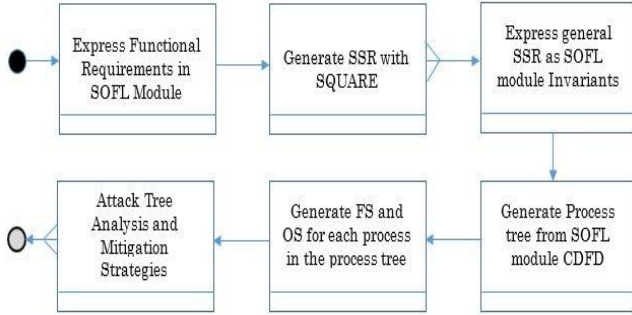 Express Functional
Requirements in
SOFL Module
Generate SSR with
SQUARE
Express general
SSR as SOFL
module Invariants
Generate Process
tree from SOFL
module CDFD
Generate FS and
OS for each process
in the process tree
Attack Tree
Analysis and
Mitigation
Strategies